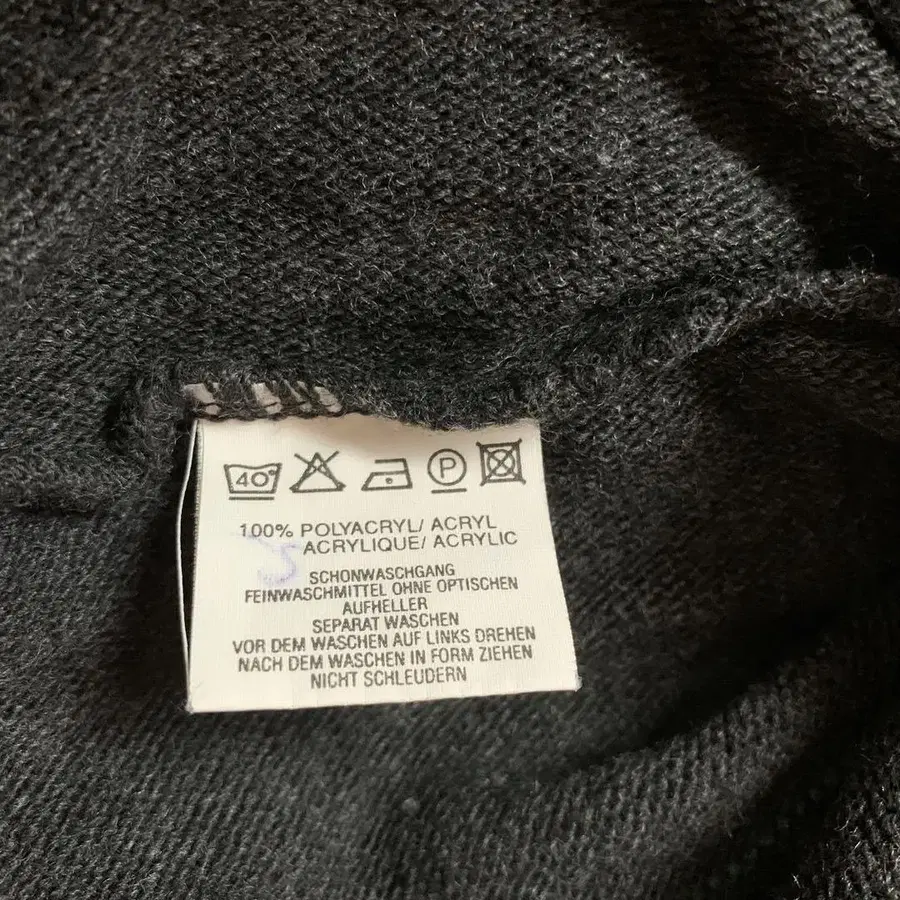 40°
P
100% POLYACRYL/ ACRYL
ACRYLIQUE/ ACRYLIC
SCHONWASCHGANG
FEINWASCHMITTEL OHNE OPTISCHEN
AUFHELLER
SEPARAT WASCHEN
VOR DEM WASCHEN AUF LINKS DREHEN
NACH DEM WASCHEN IN FORM ZIEHEN
NICHT SCHLEUDERN